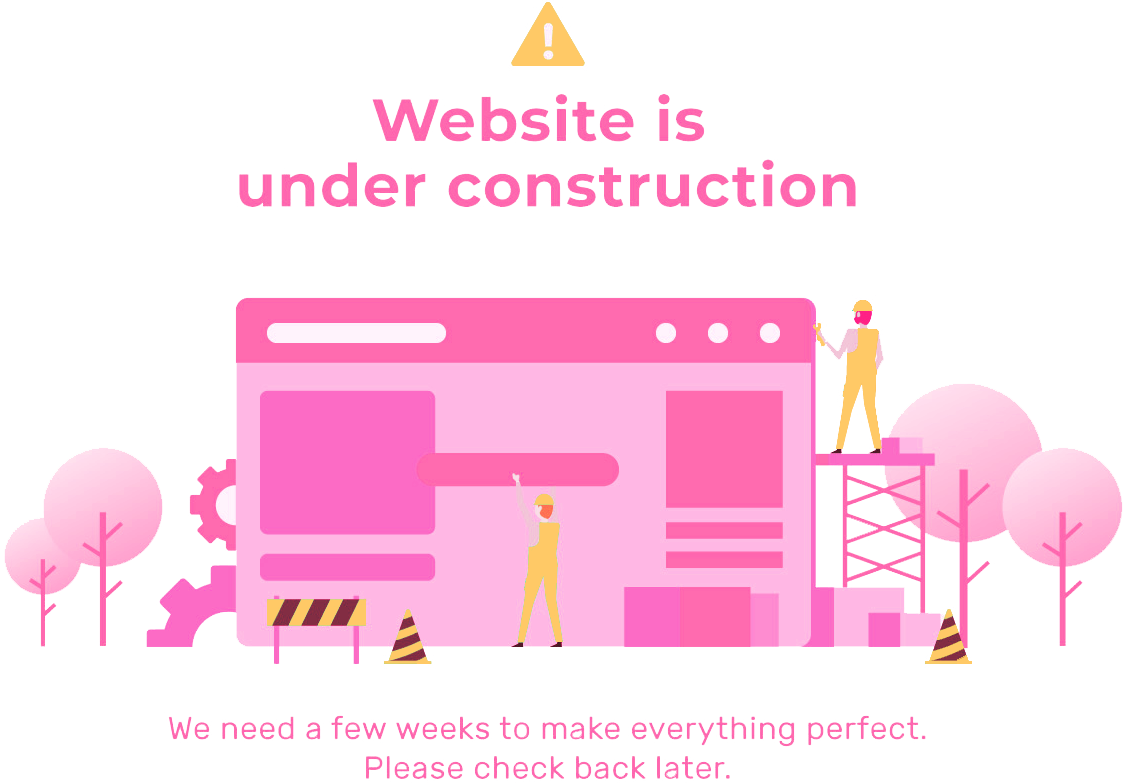 Website is
under construction
We need a few weeks to make everything perfect.
Please check back later.